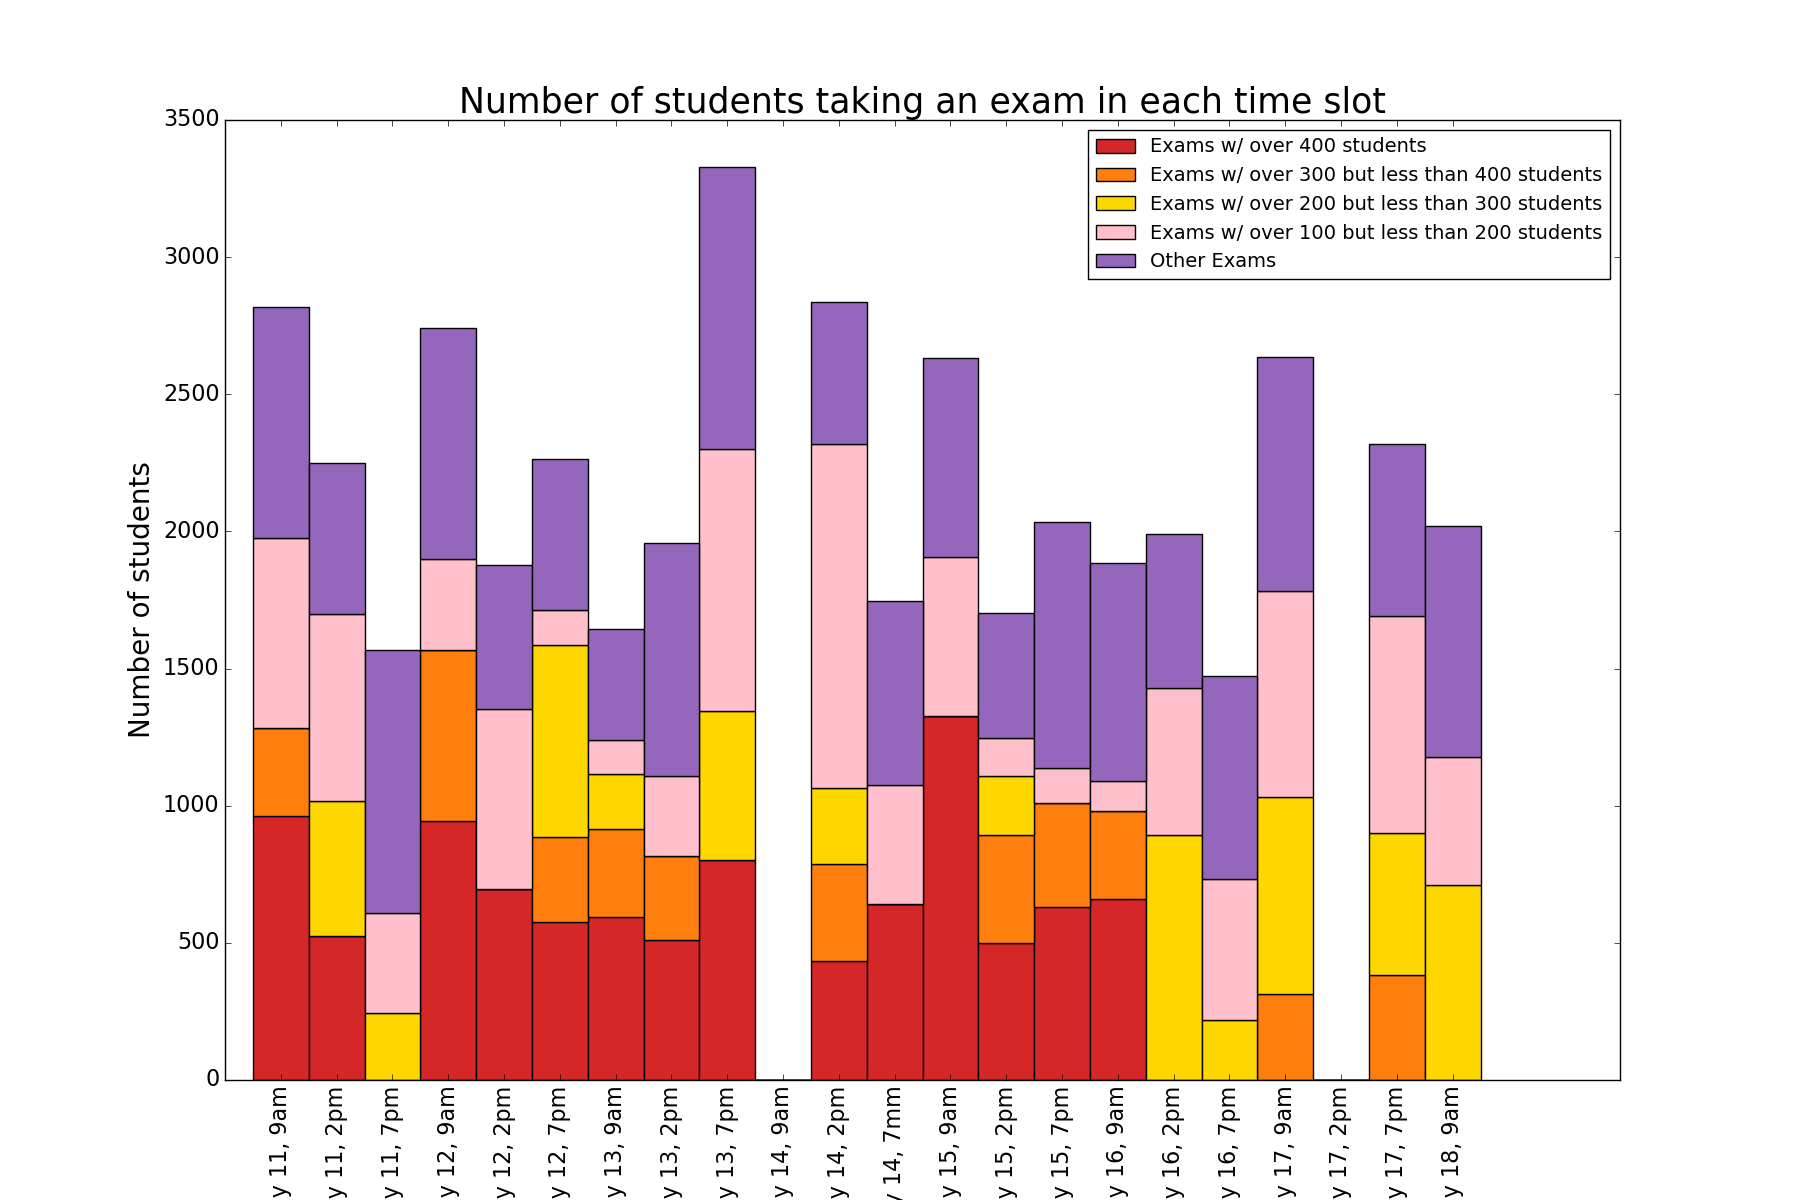 Number of students taking an exam in each time slot
Exams w/ over 400 students
Exams w/ over 300 but less than 400 students
Exams w/ over 200 but less than 300 students
Exams w/ over 100 but less than 200 students
Other Exams
Number of students
3500
3000
2500
2000
1500
1000
500
0
y 11, 9am
y 11, 2pm
y 11, 7pm
y 12, 9am
y 12, 2pm
y 12, 7pm
y 13, 9am
y 13, 2pm
y 13, 7pm
y 14, 9am
y 14, 2pm
y 14, 7mm
y 15, 9am
y 15, 2pm
y 15, 7pm
y 16, 9am
y 16, 2pm
y 16, 7pm
y 17, 9am
y 17, 2pm
y 17, 7pm
y 18, 9am